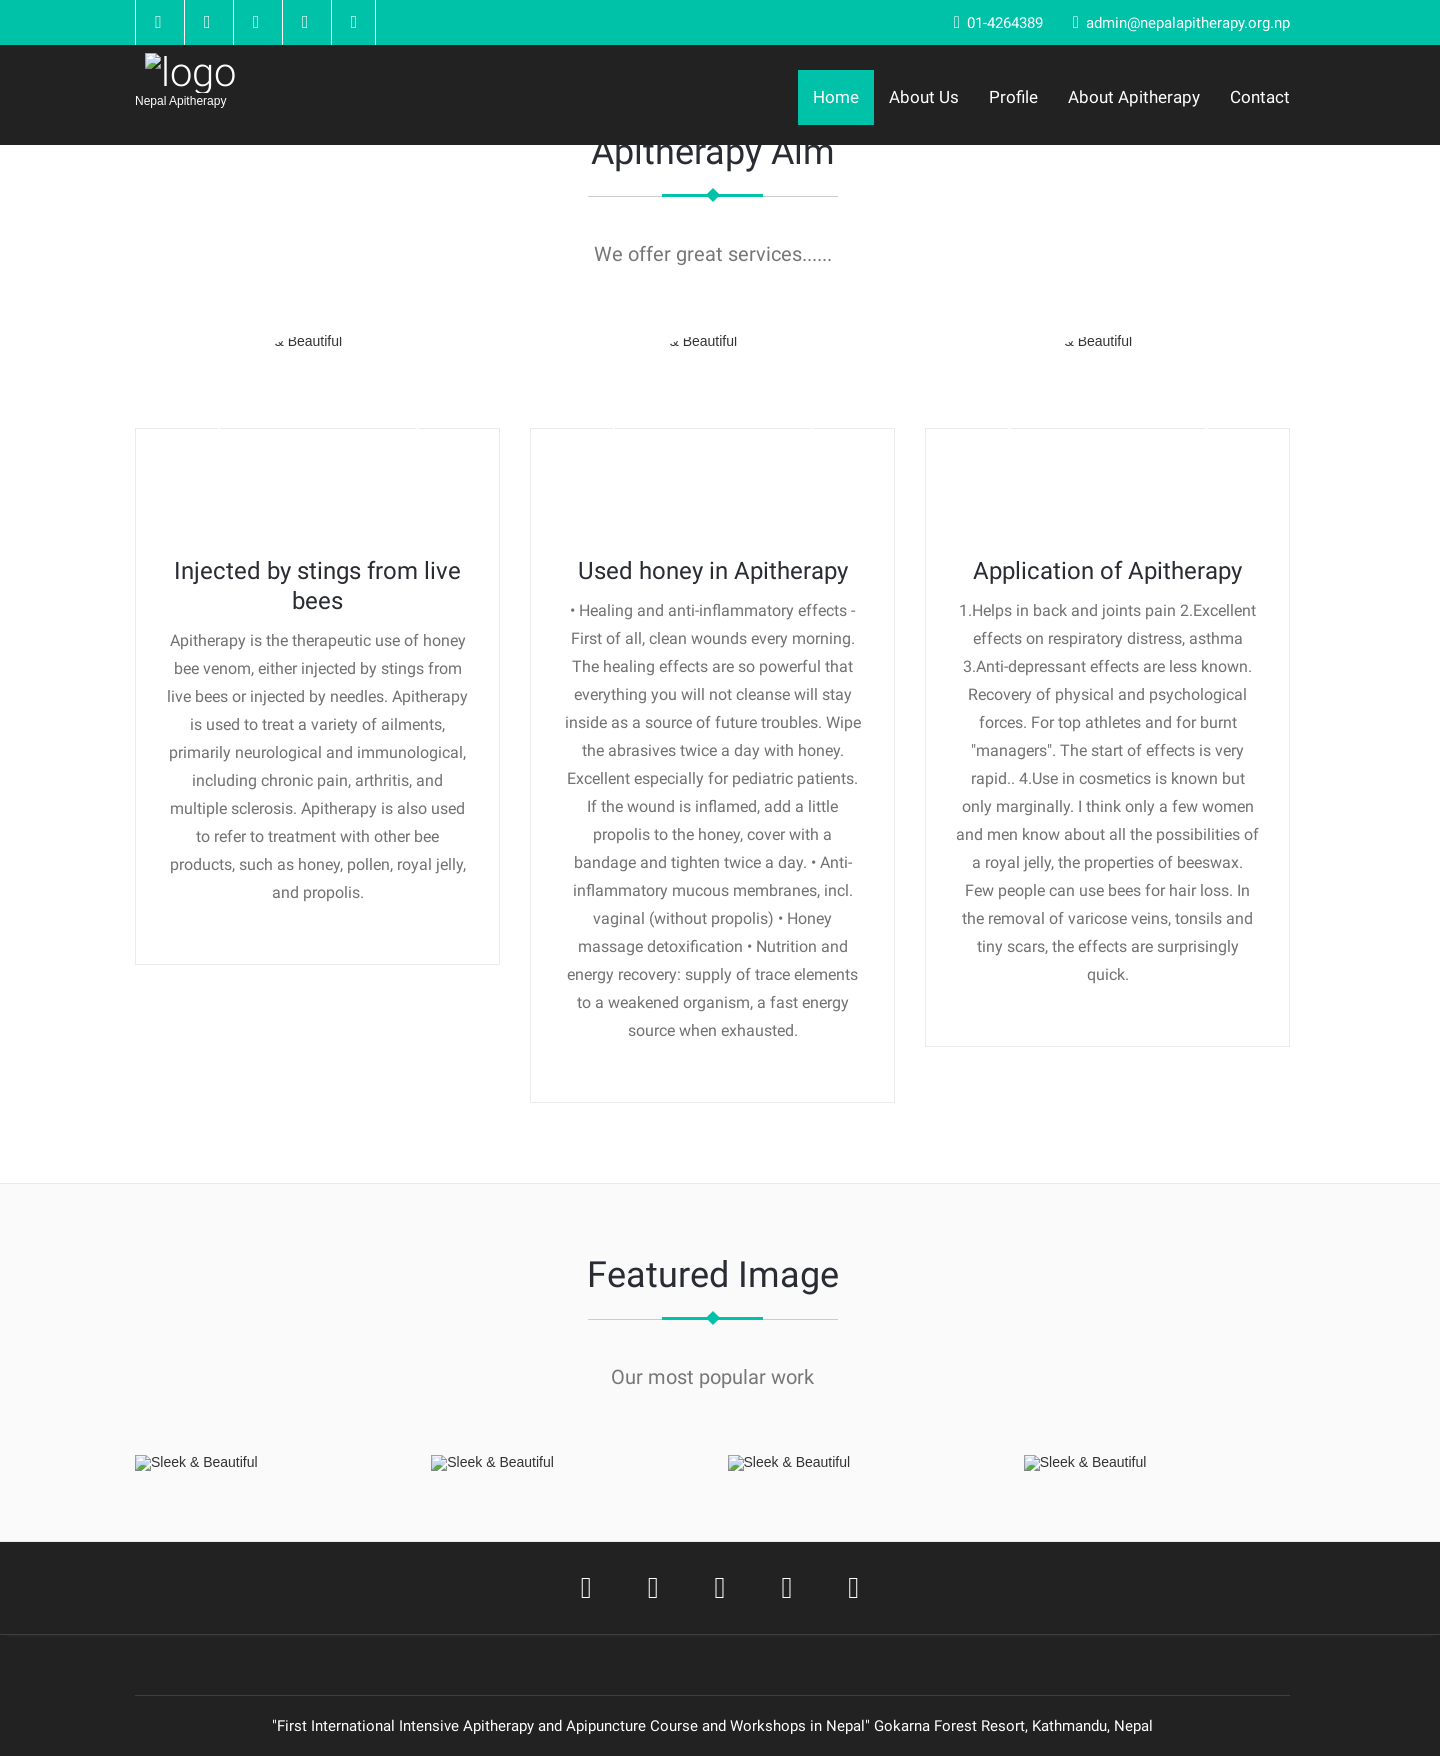 01-4264389 admin@nepalapitherapy.org.np
logo
Nepal Apitherapy
Home About Us Profile About Apitherapy Contact
Apitherapy Aim
We offer great services......
& Beautiful & Beautiful & Beautiful
Injected by stings from live
bees
Apitherapy is the therapeutic use of honey
bee venom, either injected by stings from
live bees or injected by needles. Apitherapy
is used to treat a variety of ailments,
primarily neurological and immunological,
including chronic pain, arthritis, and
multiple sclerosis. Apitherapy is also used
to refer to treatment with other bee
products, such as honey, pollen, royal jelly,
and propolis.
Used honey in Apitherapy
• Healing and anti-inflammatory effects -
First of all, clean wounds every morning.
The healing effects are so powerful that
everything you will not cleanse will stay
inside as a source of future troubles. Wipe
the abrasives twice a day with honey.
Excellent especially for pediatric patients.
If the wound is inflamed, add a little
propolis to the honey, cover with a
bandage and tighten twice a day. • Anti-
inflammatory mucous membranes, incl.
vaginal (without propolis) • Honey
massage detoxification • Nutrition and
energy recovery: supply of trace elements
to a weakened organism, a fast energy
source when exhausted.
Application of Apitherapy
1.Helps in back and joints pain 2.Excellent
effects on respiratory distress, asthma
3.Anti-depressant effects are less known.
Recovery of physical and psychological
forces. For top athletes and for burnt
"managers". The start of effects is very
rapid.. 4.Use in cosmetics is known but
only marginally. I think only a few women
and men know about all the possibilities of
a royal jelly, the properties of beeswax.
Few people can use bees for hair loss. In
the removal of varicose veins, tonsils and
tiny scars, the effects are surprisingly
quick.
Featured Image
Our most popular work
Sleek & Beautiful Sleek & Beautiful Sleek & Beautiful Sleek & Beautiful
"First International Intensive Apitherapy and Apipuncture Course and Workshops in Nepal" Gokarna Forest Resort, Kathmandu, Nepal